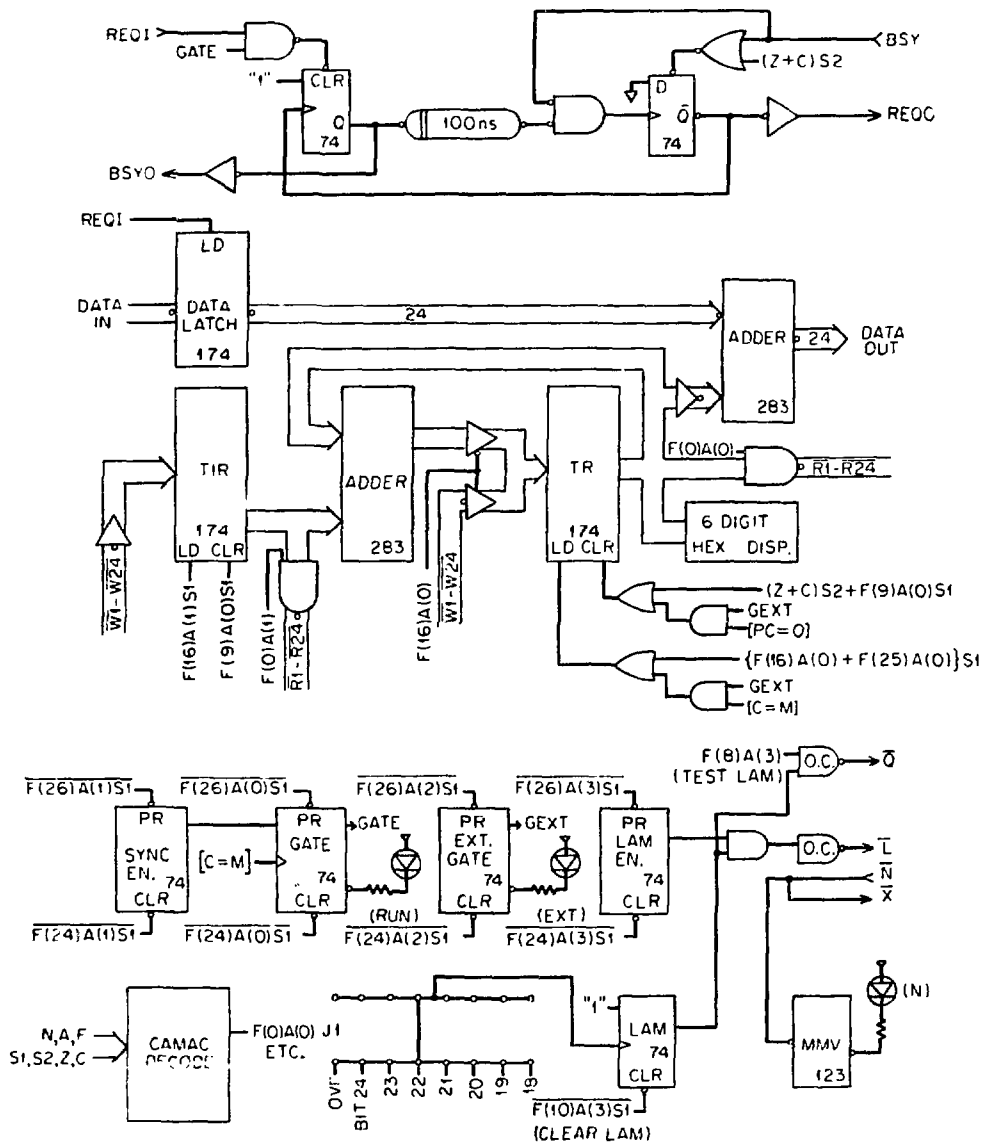 REQI
GATE
"1"
CLR
Q
74
100ns
D
Q̅
74
BSY
(Z+C)S2
REQC
BSYO
REQI
LD
DATA IN
DATA LATCH
174
24
ADDER
283
24
DATA OUT
TIR
174
LD CLR
ADDER
283
TR
174
LD CLR
F(0)A(0)
R1-R24
6 DIGIT
HEX DISP.
W1-W24
F(16)A(1)S1
F(9)A(0)S1
F(0)A(1)
R1-R24
F(16)A(0)
W1-W24
(Z+C)S2+F(9)A(0)S1
GEXT
[PC=0]
{F(16)A(0)+F(25)A(0)}S1
GEXT
[C=M]
F(8)A(3)
(TEST LAM)
O.C.
Q̅
F(26)A(1)S1
F(26)A(0)S1
F(26)A(2)S1
F(26)A(3)S1
PR
SYNC
EN.
74
CLR
[C=M]
PR
GATE
74
CLR
GATE
(RUN)
PR
EXT.
GATE
74
CLR
GEXT
(EXT)
PR
LAM
EN.
74
CLR
O.C.
L̅
N̅
X̅
F(24)A(1)S1
F(24)A(0)S1
F(24)A(2)S1
F(24)A(3)S1
N,A,F
S1,S2,Z,C
CAMAC
DECODE
F(0)A(0) J1
ETC.
OVF
BIT 24
23
22
21
20
19
18
"1"
LAM
74
CLR
F(10)A(3)S1
(CLEAR LAM)
MMV
123
(N)